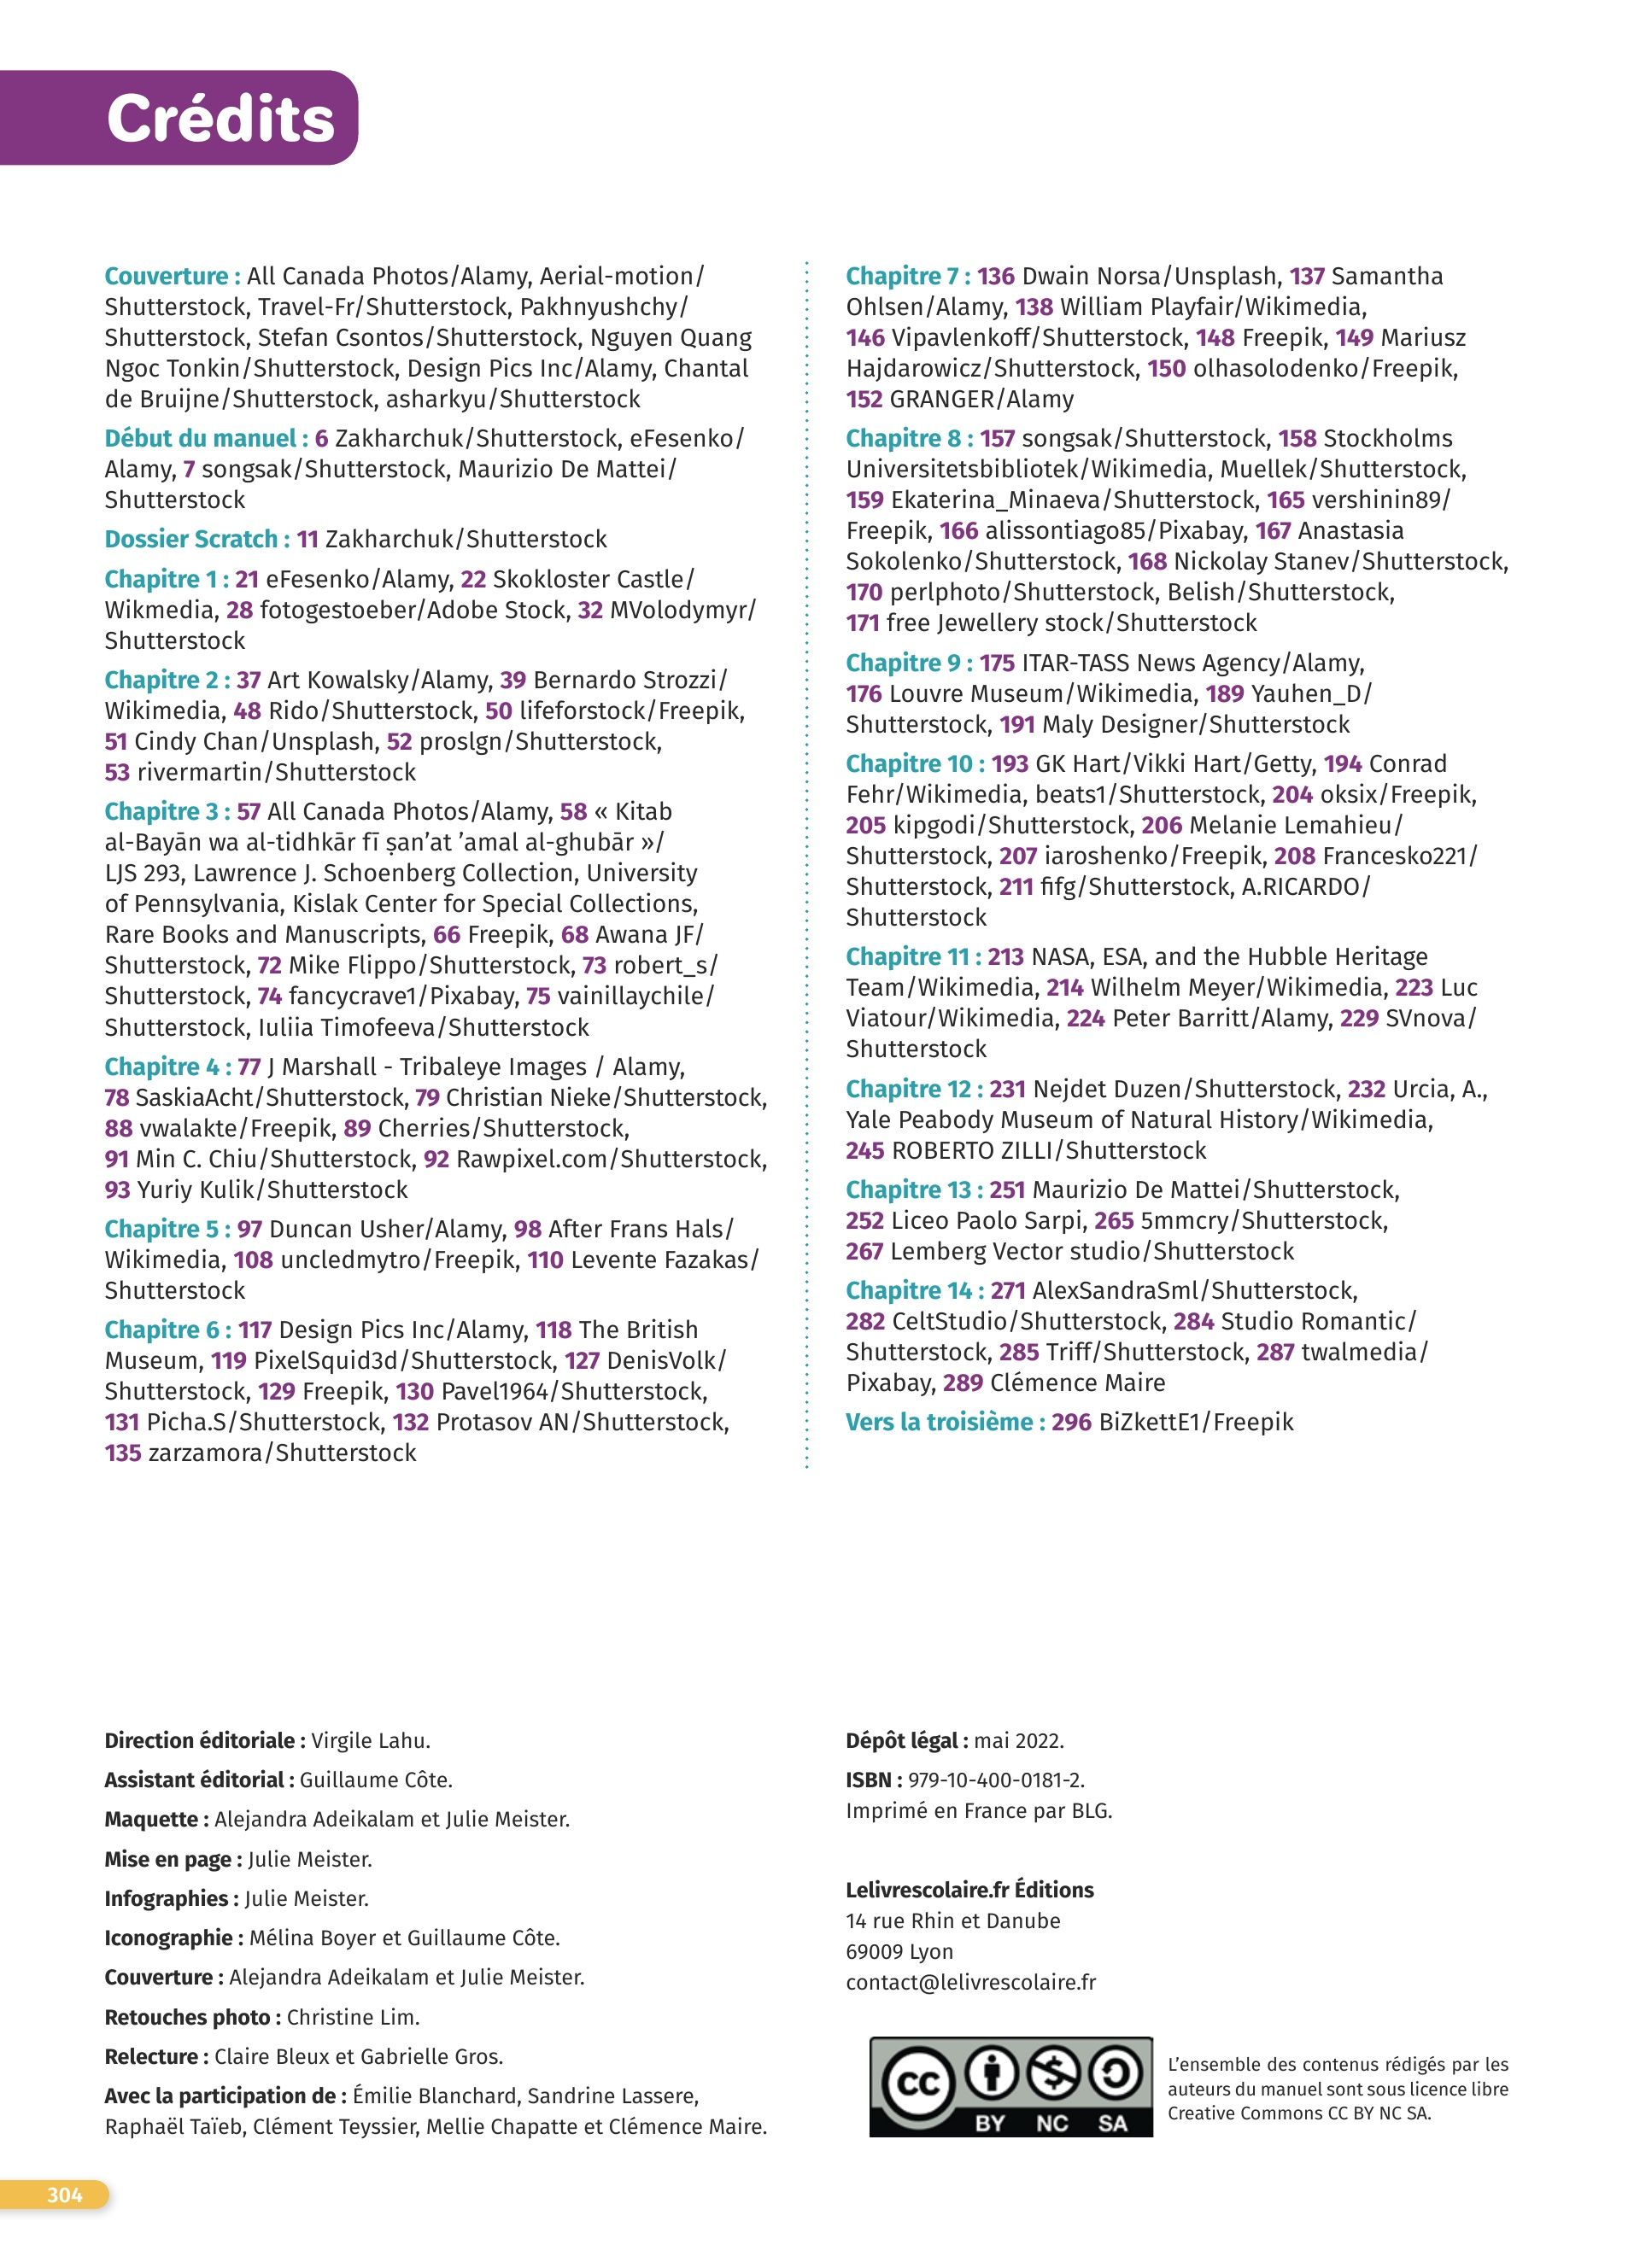 Crédits
Couverture : All Canada Photos/Alamy, Aerial-motion/
Shutterstock, Travel-Fr/Shutterstock, Pakhnyushchy/
Shutterstock, Stefan Csontos/Shutterstock, Nguyen Quang
Ngoc Tonkin/Shutterstock, Design Pics Inc/Alamy, Chantal
de Bruijne/Shutterstock, asharkyu/Shutterstock
Début du manuel : 6 Zakharchuk/Shutterstock, eFesenko/
Alamy, 7 songsak/Shutterstock, Maurizio De Mattei/
Shutterstock
Dossier Scratch : 11 Zakharchuk/Shutterstock
Chapitre 1 : 21 eFesenko/Alamy, 22 Skokloster Castle/
Wikmedia, 28 fotogestoeber/Adobe Stock, 32 MVolodymyr/
Shutterstock
Chapitre 2 : 37 Art Kowalsky/Alamy, 39 Bernardo Strozzi/
Wikimedia, 48 Rido/Shutterstock, 50 lifeforstock/Freepik,
51 Cindy Chan/Unsplash, 52 proslgn/Shutterstock,
53 rivermartin/Shutterstock
Chapitre 3 : 57 All Canada Photos/Alamy, 58 « Kitab
al-Bayān wa al-tidhkār fī ṣan’at ’amal al-ghubār »/
LJS 293, Lawrence J. Schoenberg Collection, University
of Pennsylvania, Kislak Center for Special Collections,
Rare Books and Manuscripts, 66 Freepik, 68 Awana JF/
Shutterstock, 72 Mike Flippo/Shutterstock, 73 robert_s/
Shutterstock, 74 fancycrave1/Pixabay, 75 vainillaychile/
Shutterstock, Iuliia Timofeeva/Shutterstock
Chapitre 4 : 77 J Marshall - Tribaleye Images / Alamy,
78 SaskiaAcht/Shutterstock, 79 Christian Nieke/Shutterstock,
88 vwalakte/Freepik, 89 Cherries/Shutterstock,
91 Min C. Chiu/Shutterstock, 92 Rawpixel.com/Shutterstock,
93 Yuriy Kulik/Shutterstock
Chapitre 5 : 97 Duncan Usher/Alamy, 98 After Frans Hals/
Wikimedia, 108 uncledmytro/Freepik, 110 Levente Fazakas/
Shutterstock
Chapitre 6 : 117 Design Pics Inc/Alamy, 118 The British
Museum, 119 PixelSquid3d/Shutterstock, 127 DenisVolk/
Shutterstock, 129 Freepik, 130 Pavel1964/Shutterstock,
131 Picha.S/Shutterstock, 132 Protasov AN/Shutterstock,
135 zarzamora/Shutterstock
Chapitre 7 : 136 Dwain Norsa/Unsplash, 137 Samantha
Ohlsen/Alamy, 138 William Playfair/Wikimedia,
146 Vipavlenkoff/Shutterstock, 148 Freepik, 149 Mariusz
Hajdarowicz/Shutterstock, 150 olhasolodenko/Freepik,
152 GRANGER/Alamy
Chapitre 8 : 157 songsak/Shutterstock, 158 Stockholms
Universitetsbibliotek/Wikimedia, Muellek/Shutterstock,
159 Ekaterina_Minaeva/Shutterstock, 165 vershinin89/
Freepik, 166 alissontiago85/Pixabay, 167 Anastasia
Sokolenko/Shutterstock, 168 Nickolay Stanev/Shutterstock,
170 perlphoto/Shutterstock, Belish/Shutterstock,
171 free Jewellery stock/Shutterstock
Chapitre 9 : 175 ITAR-TASS News Agency/Alamy,
176 Louvre Museum/Wikimedia, 189 Yauhen_D/
Shutterstock, 191 Maly Designer/Shutterstock
Chapitre 10 : 193 GK Hart/Vikki Hart/Getty, 194 Conrad
Fehr/Wikimedia, beats1/Shutterstock, 204 oksix/Freepik,
205 kipgodi/Shutterstock, 206 Melanie Lemahieu/
Shutterstock, 207 iaroshenko/Freepik, 208 Francesko221/
Shutterstock, 211 fifg/Shutterstock, A.RICARDO/
Shutterstock
Chapitre 11 : 213 NASA, ESA, and the Hubble Heritage
Team/Wikimedia, 214 Wilhelm Meyer/Wikimedia, 223 Luc
Viatour/Wikimedia, 224 Peter Barritt/Alamy, 229 SVnova/
Shutterstock
Chapitre 12 : 231 Nejdet Duzen/Shutterstock, 232 Urcia, A.,
Yale Peabody Museum of Natural History/Wikimedia,
245 ROBERTO ZILLI/Shutterstock
Chapitre 13 : 251 Maurizio De Mattei/Shutterstock,
252 Liceo Paolo Sarpi, 265 5mmcry/Shutterstock,
267 Lemberg Vector studio/Shutterstock
Chapitre 14 : 271 AlexSandraSml/Shutterstock,
282 CeltStudio/Shutterstock, 284 Studio Romantic/
Shutterstock, 285 Triff/Shutterstock, 287 twalmedia/
Pixabay, 289 Clémence Maire
Vers la troisième : 296 BiZkettE1/Freepik
Direction éditoriale : Virgile Lahu.
Assistant éditorial : Guillaume Côte.
Maquette : Alejandra Adeikalam et Julie Meister.
Mise en page : Julie Meister.
Infographies : Julie Meister.
Iconographie : Mélina Boyer et Guillaume Côte.
Couverture : Alejandra Adeikalam et Julie Meister.
Retouches photo : Christine Lim.
Relecture : Claire Bleux et Gabrielle Gros.
Avec la participation de : Émilie Blanchard, Sandrine Lassere,
Raphaël Taïeb, Clément Teyssier, Mellie Chapatte et Clémence Maire.
Dépôt légal : mai 2022.
ISBN : 979-10-400-0181-2.
Imprimé en France par BLG.
Lelivrescolaire.fr Éditions
14 rue Rhin et Danube
69009 Lyon
contact@lelivrescolaire.fr
CC
BY NC SA
L’ensemble des contenus rédigés par les
auteurs du manuel sont sous licence libre
Creative Commons CC BY NC SA.
304